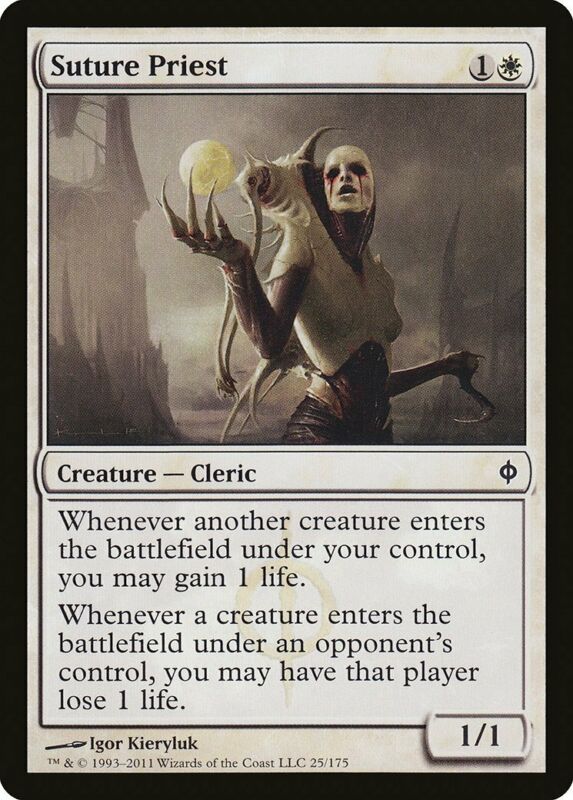 Suture Priest 1
Creature — Cleric
Whenever another creature enters
the battlefield under your control,
you may gain 1 life.
Whenever a creature enters the
battlefield under an opponent's
control, you may have that player
lose 1 life.
1/1
Igor Kieryluk
™ & © 1993–2011 Wizards of the Coast LLC 25/175